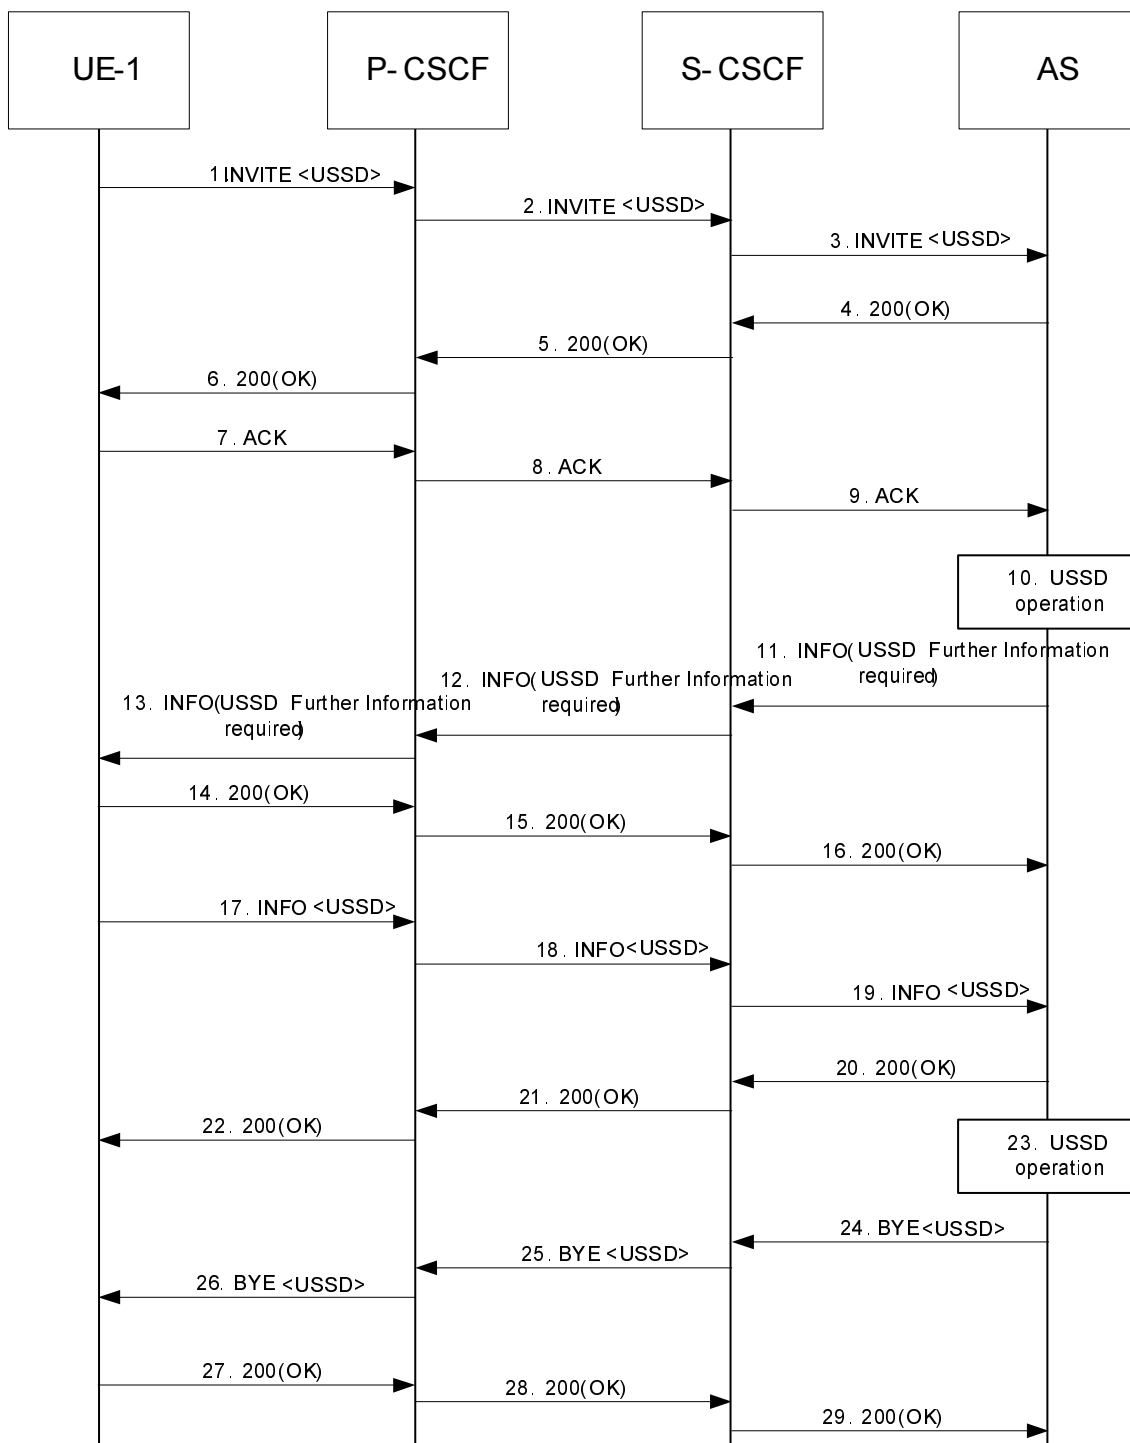 UE-1
P-CSCF
S-CSCF
AS
1.INVITE <USSD>
2. INVITE <USSD>
3. INVITE <USSD>
4. 200(OK)
5. 200(OK)
6. 200(OK)
7. ACK
8. ACK
9. ACK
10. USSD
operation
11. INFO(USSD Further Information
required)
12. INFO(USSD Further Information
required)
13. INFO(USSD Further Information
required)
14. 200(OK)
15. 200(OK)
16. 200(OK)
17. INFO <USSD>
18. INFO<USSD>
19. INFO <USSD>
20. 200(OK)
21. 200(OK)
22. 200(OK)
23. USSD
operation
24. BYE<USSD>
25. BYE <USSD>
26. BYE <USSD>
27. 200(OK)
28. 200(OK)
29. 200(OK)